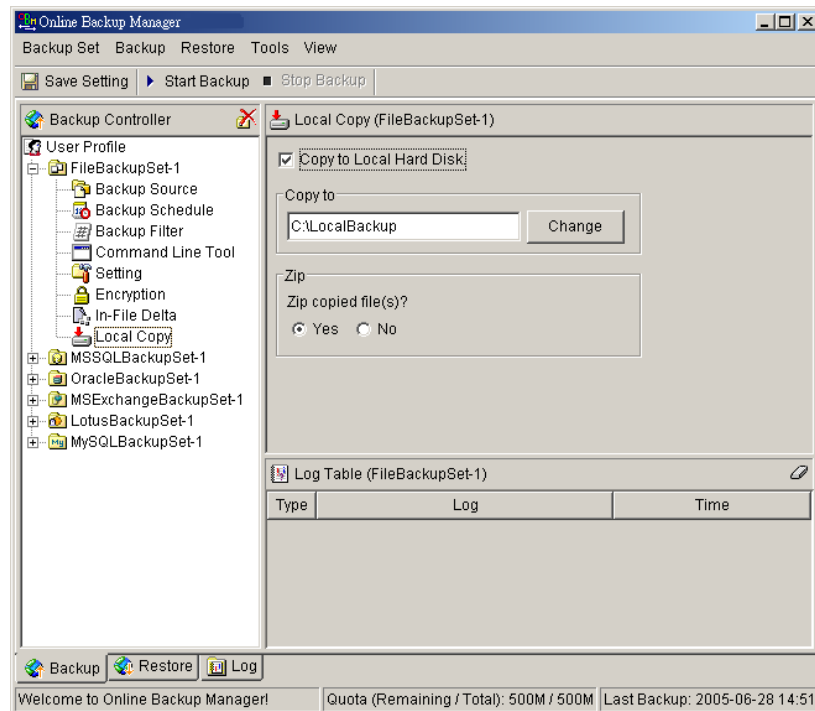 Online Backup Manager
Backup Set Backup Restore Tools View
Save Setting Start Backup Stop Backup
Backup Controller
User Profile
FileBackupSet-1
Backup Source
Backup Schedule
Backup Filter
Command Line Tool
Setting
Encryption
In-File Delta
Local Copy
MSSQLBackupSet-1
OracleBackupSet-1
MSExchangeBackupSet-1
LotusBackupSet-1
MySQLBackupSet-1
Local Copy (FileBackupSet-1)
Copy to Local Hard Disk
Copy to
C:\LocalBackup Change
Zip
Zip copied file(s)?
Yes No
Log Table (FileBackupSet-1)
Type Log Time
Backup Restore Log
Welcome to Online Backup Manager! Quota (Remaining / Total): 500M / 500M Last Backup: 2005-06-28 14:51